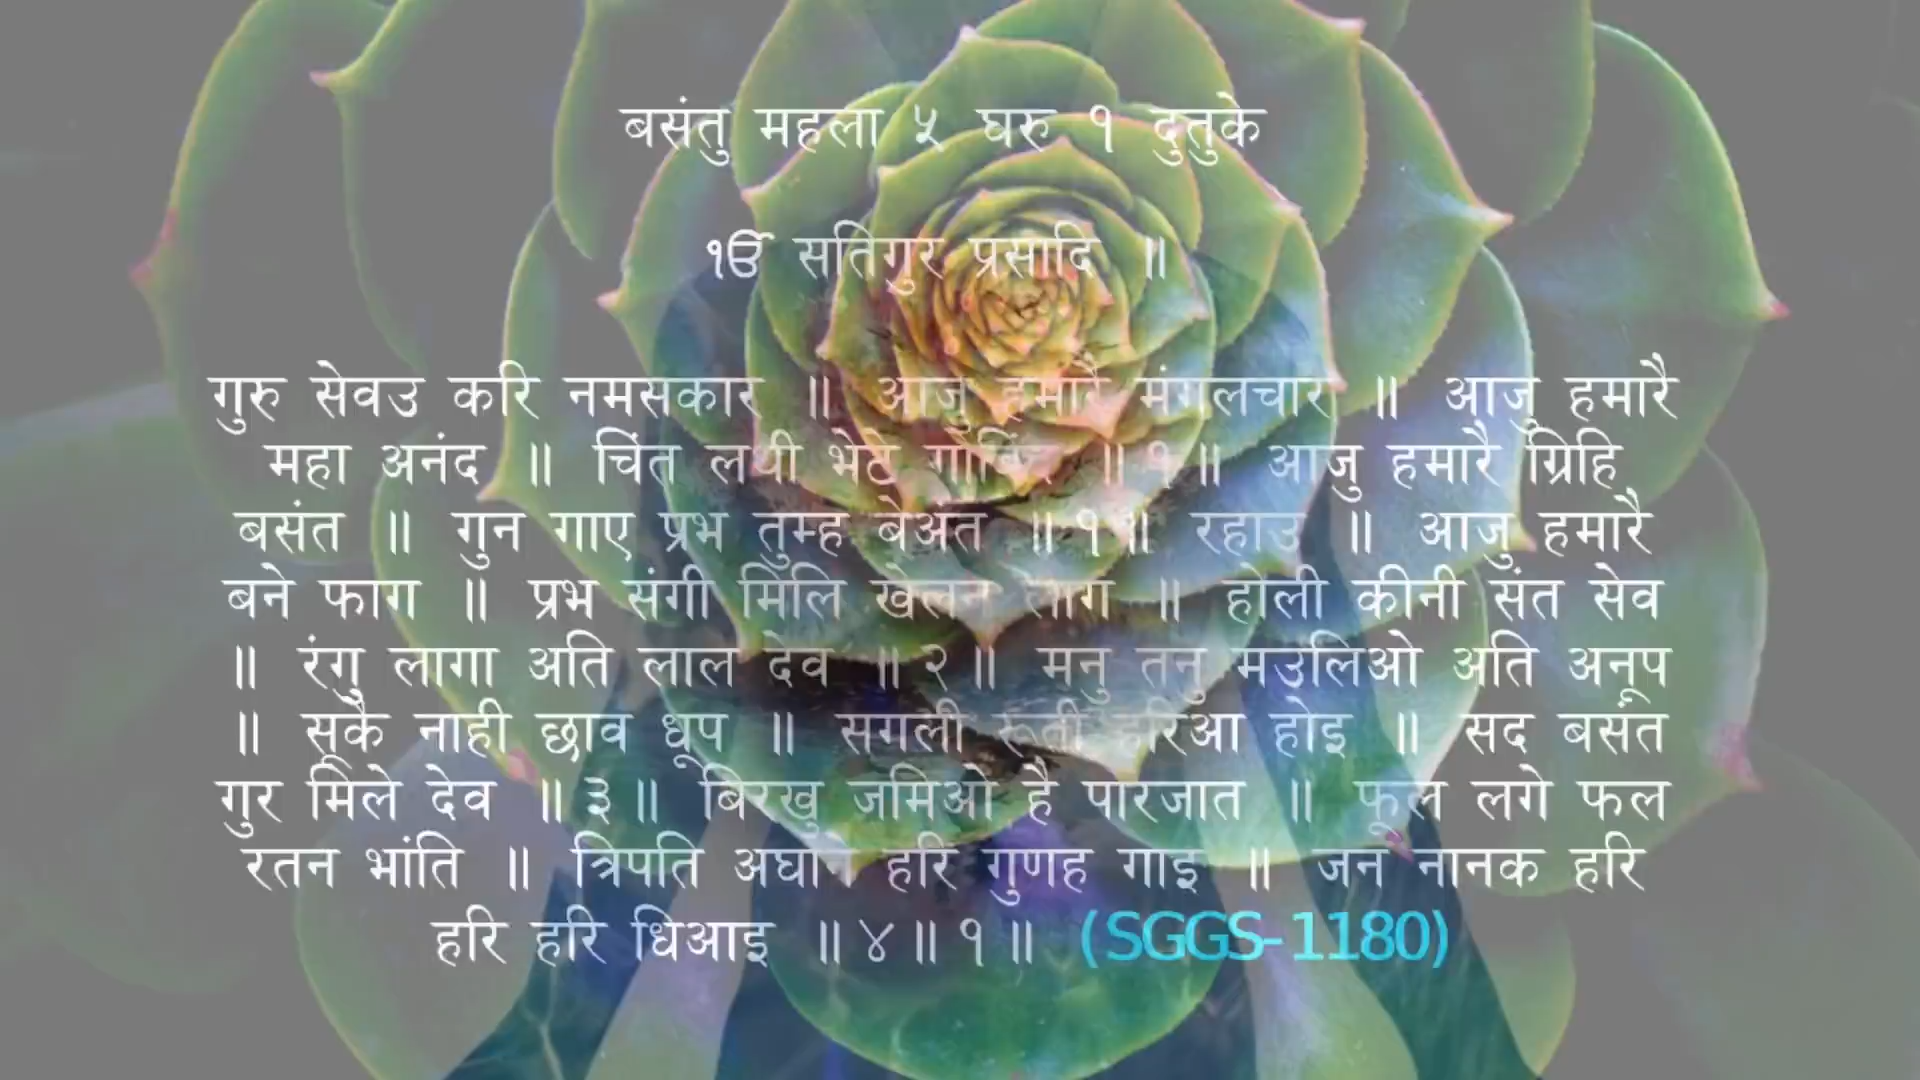 बसंतु महला ५ घरु १ दुतुके
ੴ सतिगुर प्रसादि ॥
गुरु सेवउ करि नमसकार ॥ आजु हमारै मंगलचार ॥ आजु हमारै
महा अनंद ॥ चिंत लथी भेटे गोबिंद ॥१॥ आजु हमारै ग्रिहि
बसंत ॥ गुन गाए प्रभ तुम्ह बेअंत ॥१॥ रहाउ ॥ आजु हमारै
बने फाग ॥ प्रभ संगी मिलि खेलन लाग ॥ होली कीनी संत सेव
॥ रंगु लागा अति लाल देव ॥२॥ मनु तनु मउलिओ अति अनूप
॥ सूकै नाही छाव धूप ॥ सगली रूती हरिआ होइ ॥ सद बसंत
गुर मिले देव ॥३॥ बिरखु जमिओ है पारजात ॥ फूल लगे फल
रतन भांति ॥ त्रिपति अघाने हरि गुणह गाइ ॥ जन नानक हरि
हरि हरि धिआइ ॥४॥१॥ (SGGS-1180)